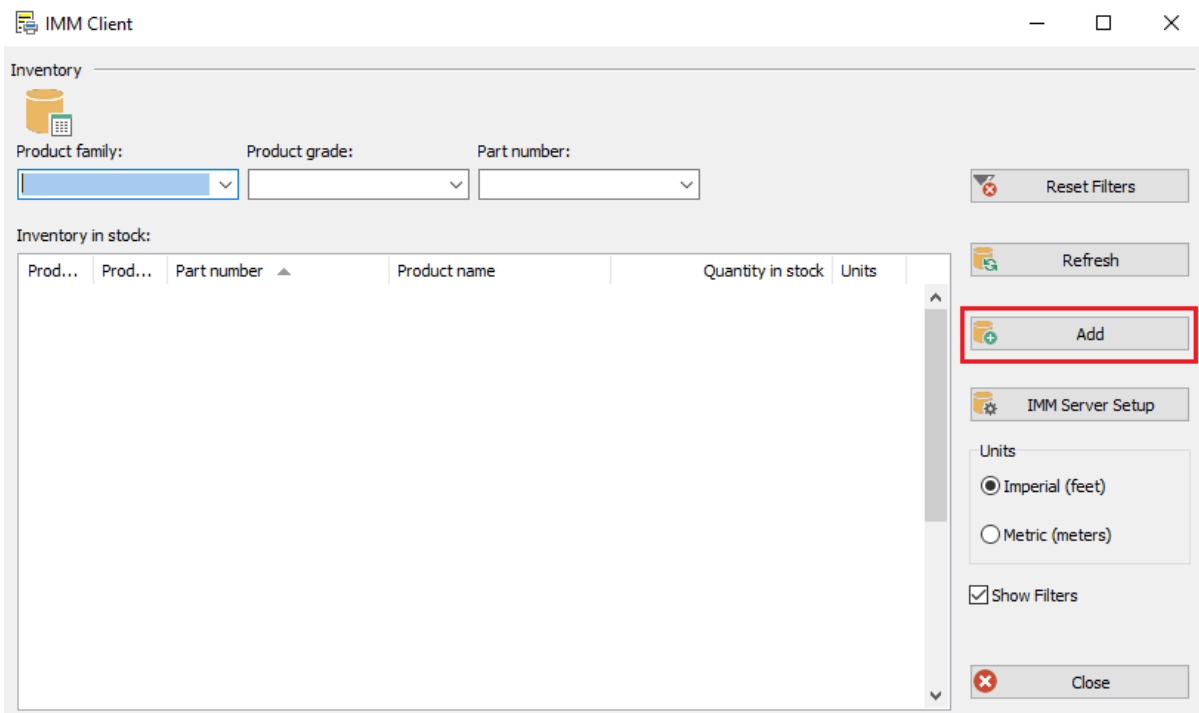 IMM Client
Inventory
Product family: Product grade: Part number:
Reset Filters
Inventory in stock:
Prod... Prod... Part number Product name Quantity in stock Units
Refresh
Add
IMM Server Setup
Units
Imperial (feet)
Metric (meters)
Show Filters
Close